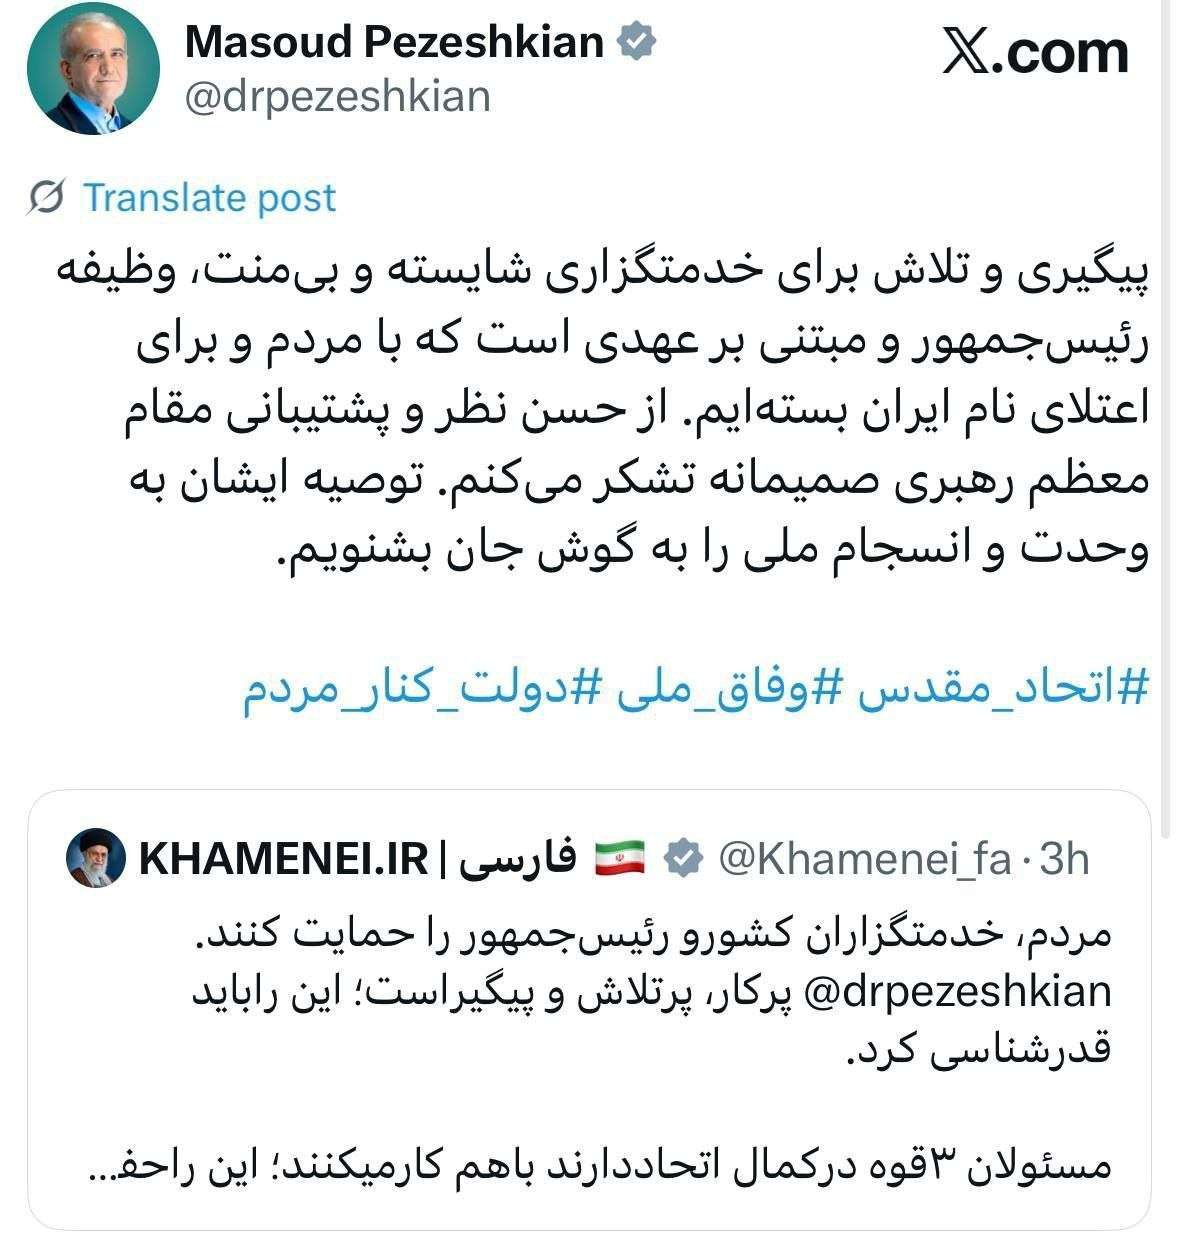 Masoud Pezeshkian
X.com
@drpezeshkian
Translate post
پیگیری و تلاش برای خدمتگزاری شایسته و بی‌منت، وظیفه
رئیس‌جمهور و مبتنی بر عهدی است که با مردم و برای
اعتلای نام ایران بسته‌ایم. از حسن نظر و پشتیبانی مقام
معظم رهبری صمیمانه تشکر می‌کنم. توصیه ایشان به
وحدت و انسجام ملی را به گوش جان بشنویم.
#اتحاد_مقدس #وفاق_ملی #دولت_کنار_مردم
KHAMENEI.IR | فارسی 🇮🇷 @Khamenei_fa · 3h
مردم، خدمتگزاران کشورو رئیس‌جمهور را حمایت کنند.
@drpezeshkian پرکار، پرتلاش و پیگیراست؛ این راباید
قدرشناسی کرد.
مسئولان ۳قوه درکمال اتحاددارند باهم کارمیکنند؛ این راحفـ...